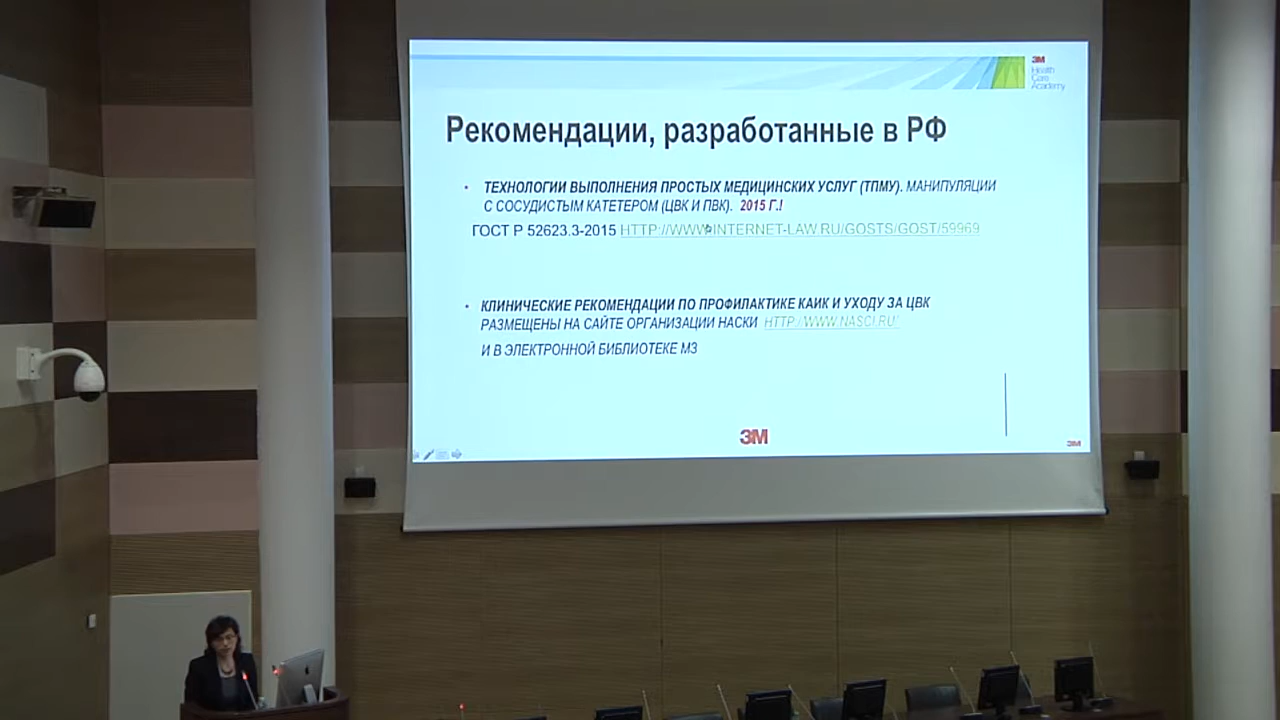 3M
Health
Care
Academy
Рекомендации, разработанные в РФ
• ТЕХНОЛОГИИ ВЫПОЛНЕНИЯ ПРОСТЫХ МЕДИЦИНСКИХ УСЛУГ (ТПМУ). МАНИПУЛЯЦИИ
С СОСУДИСТЫМ КАТЕТЕРОМ (ЦВК И ПВК). 2015 Г.!
ГОСТ Р 52623.3-2015 HTTP://WWW.INTERNET-LAW.RU/GOSTS/GOST/59969
• КЛИНИЧЕСКИЕ РЕКОМЕНДАЦИИ ПО ПРОФИЛАКТИКЕ КАИК И УХОДУ ЗА ЦВК
РАЗМЕЩЕНЫ НА САЙТЕ ОРГАНИЗАЦИИ НАСКИ HTTP://WWW.NASCI.RU/
И В ЭЛЕКТРОННОЙ БИБЛИОТЕКЕ МЗ
3M
3M